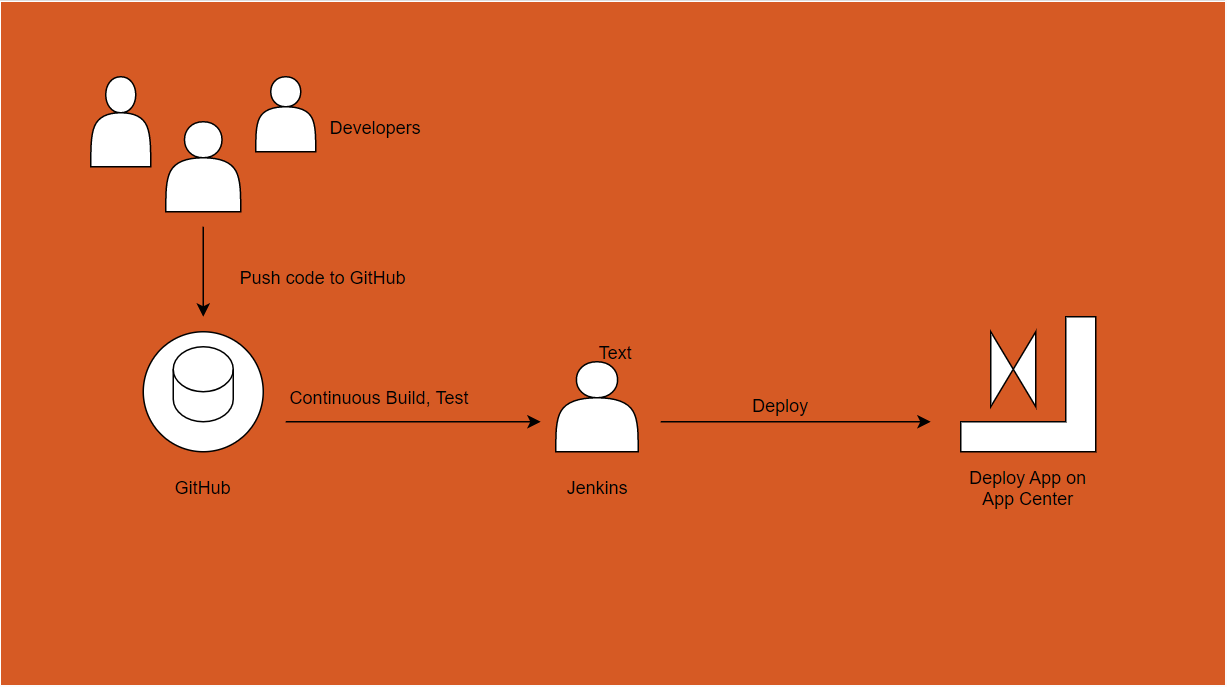 Developers
Push code to GitHub
Text
Continuous Build, Test
Deploy
GitHub
Jenkins
Deploy App on
App Center